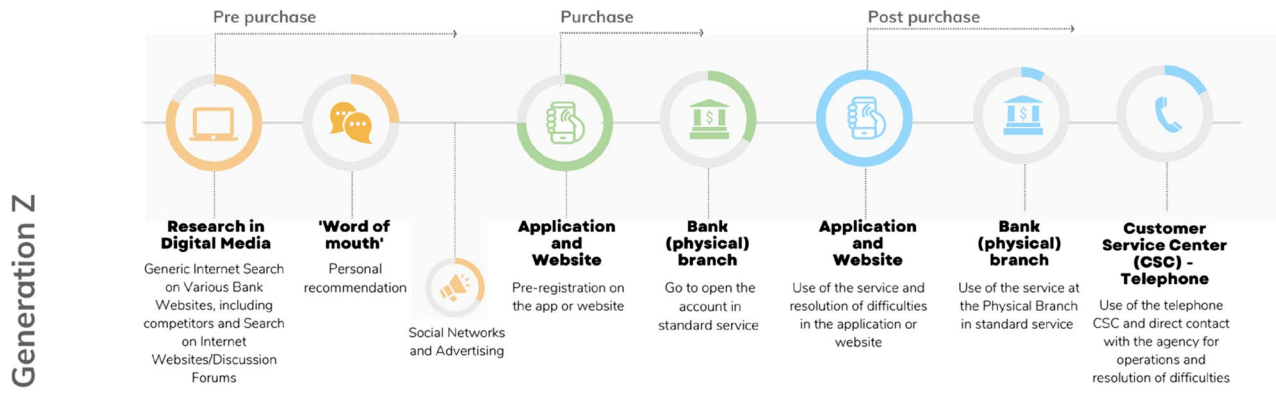 Generation Z
Pre purchase
Purchase
Post purchase
Research in
Digital Media
Generic Internet Search
on Various Bank
Websites, including
competitors and Search
on Internet
Websites/Discussion
Forums
'Word of
mouth'
Personal
recommendation
Social Networks
and Advertising
Application
and
Website
Pre-registration on
the app or website
$
Bank
(physical)
branch
Go to open the
account in
standard service
Application
and
Website
Use of the service and
resolution of difficulties
in the application or
website
$
Bank
(physical)
branch
Use of the service at
the Physical Branch
in standard service
Customer
Service Center
(CSC) -
Telephone
Use of the telephone
CSC and direct contact
with the agency for
operations and
resolution of difficulties